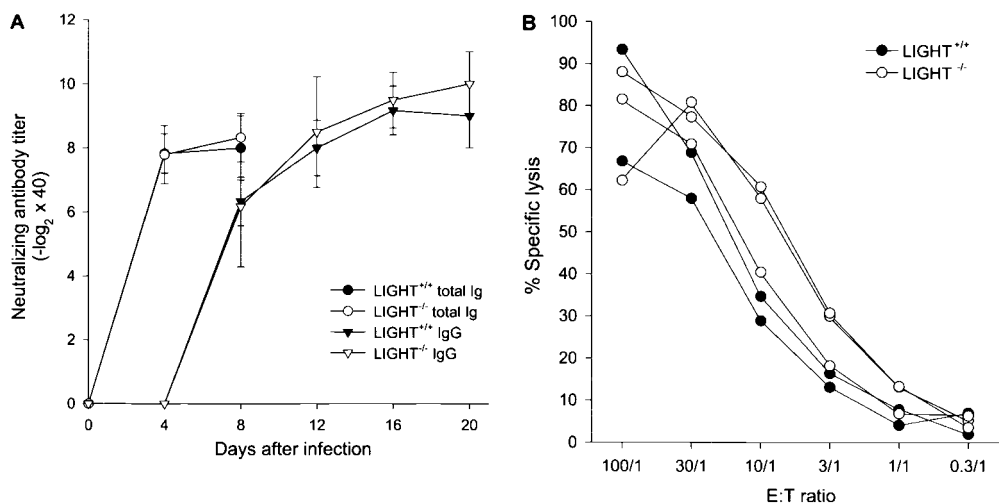 A
12
10
8
6
4
2
0
Neutralizing antibody titer
(-log2 x 40)
LIGHT+/+ total Ig
LIGHT-/- total Ig
LIGHT+/+ IgG
LIGHT-/- IgG
0
4
8
12
16
20
Days after infection
B
100
90
80
70
60
50
40
30
20
10
0
% Specific lysis
LIGHT+/+
LIGHT-/-
100/1
30/1
10/1
3/1
1/1
0.3/1
E:T ratio